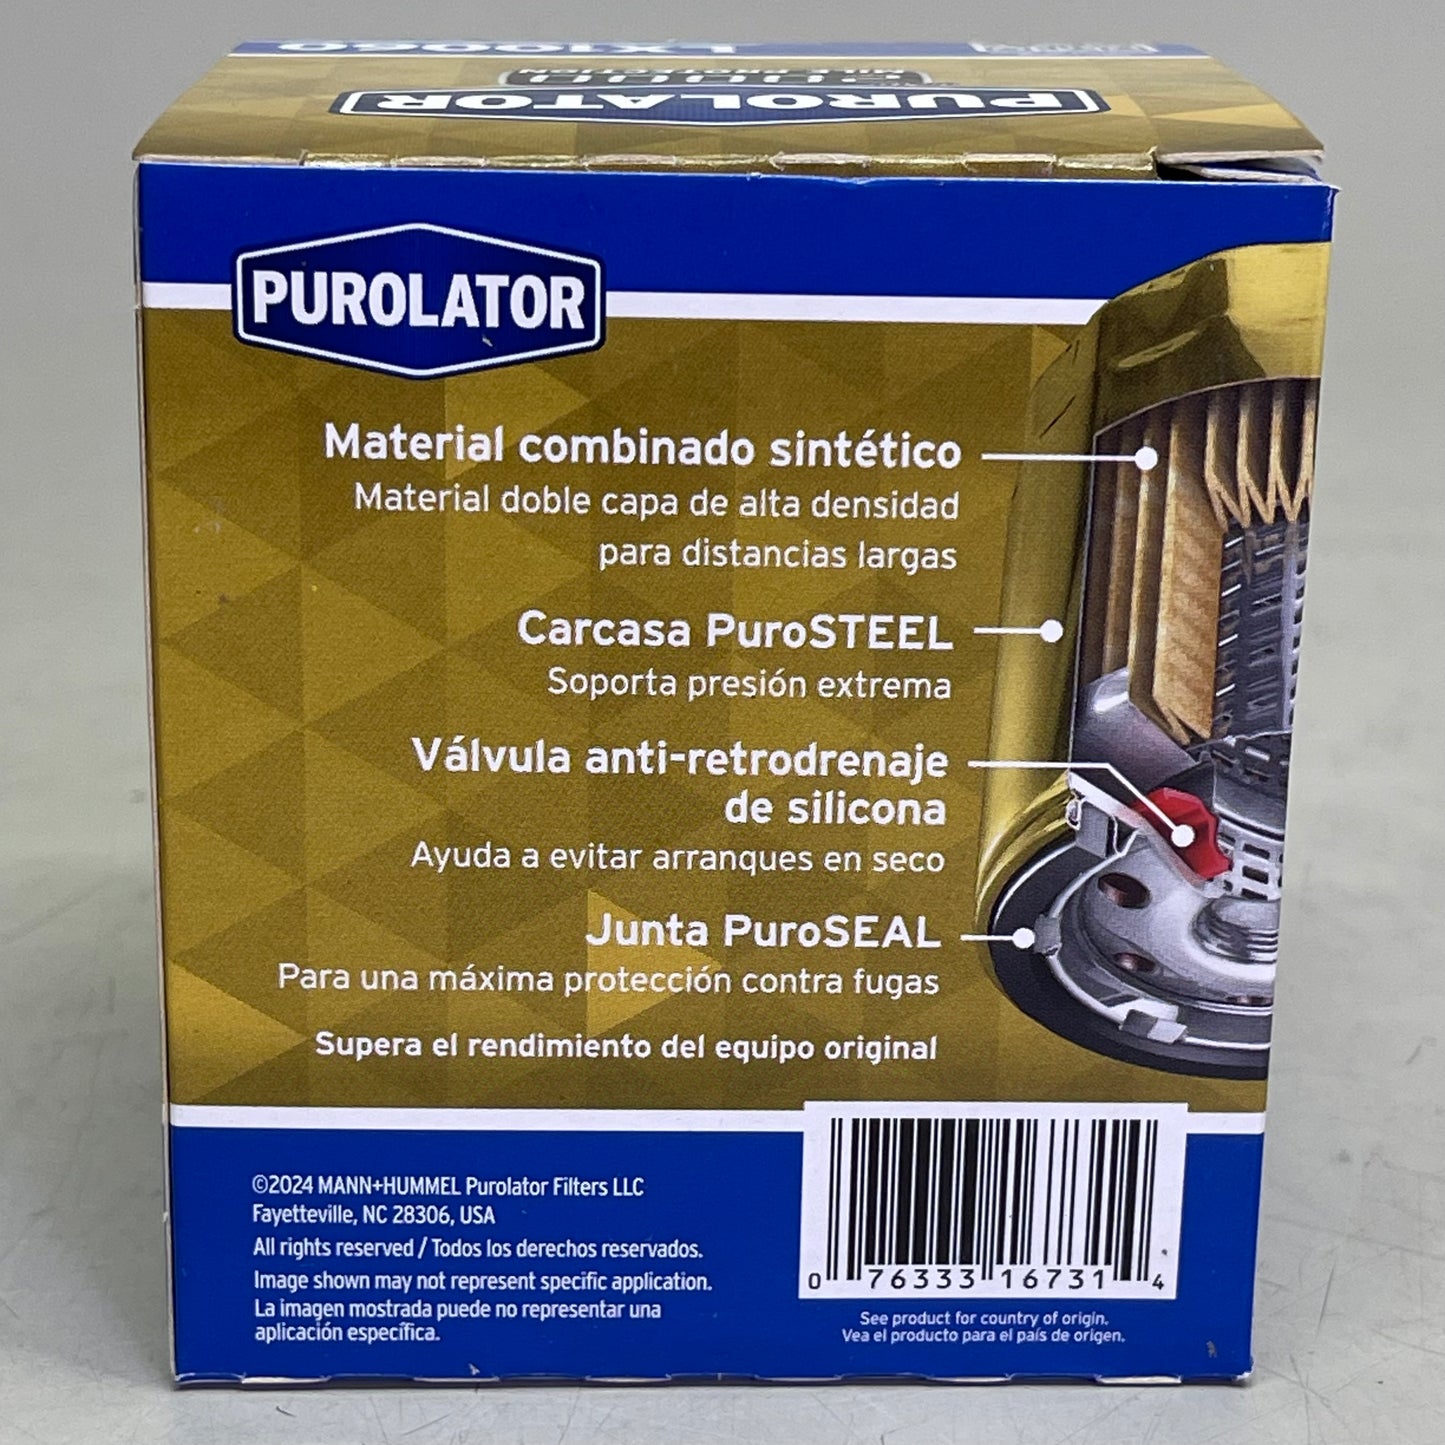 PUROLATOR
PUROLATOR
Material combinado sintético
Material doble capa de alta densidad
para distancias largas
Carcasa PuroSTEEL
Soporta presión extrema
Válvula anti-retrodrenaje
de silicona
Ayuda a evitar arranques en seco
Junta PuroSEAL
Para una máxima protección contra fugas
Supera el rendimiento del equipo original
©2024 MANN+HUMMEL Purolator Filters LLC
Fayetteville, NC 28306, USA
All rights reserved / Todos los derechos reservados.
Image shown may not represent specific application.
La imagen mostrada puede no representar una
aplicación específica.
0 76333 16731 4
See product for country of origin.
Vea el producto para el país de origen.